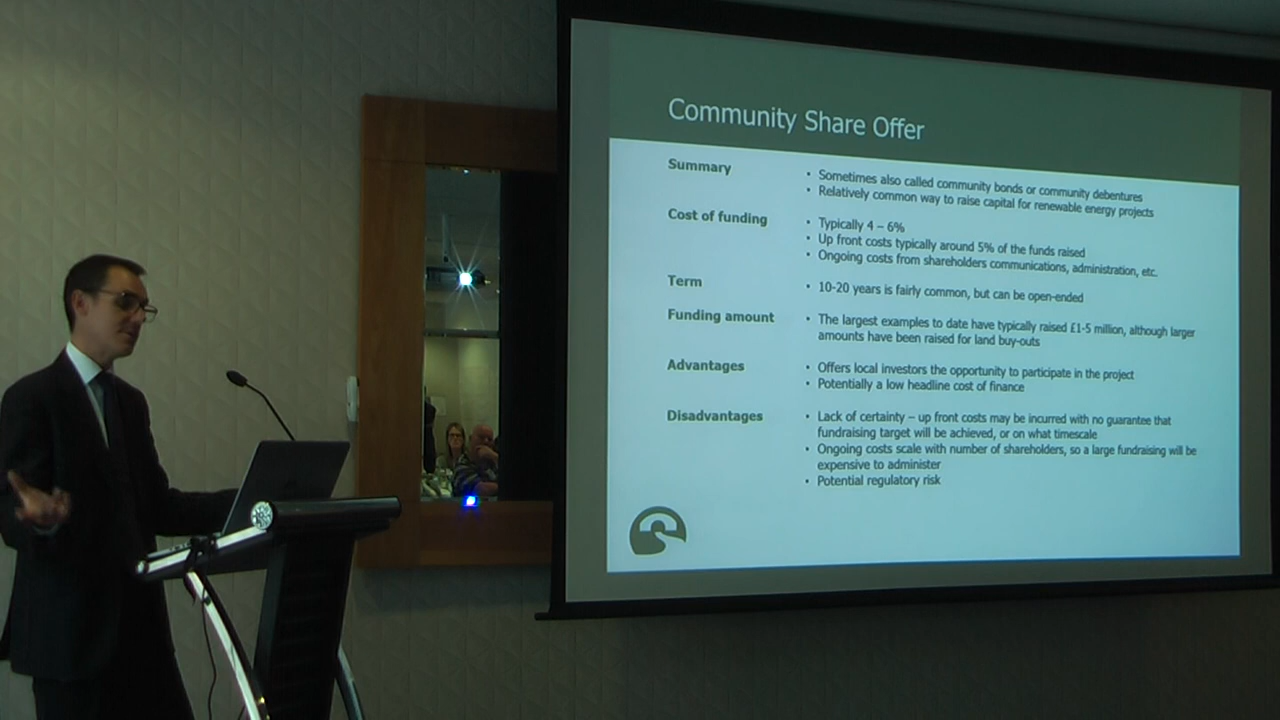 Community Share Offer
Summary
• Sometimes also called community bonds or community debentures
• Relatively common way to raise capital for renewable energy projects
Cost of funding
• Typically 4 – 6%
• Up front costs typically around 5% of the funds raised
• Ongoing costs from shareholders communications, administration, etc.
Term
• 10-20 years is fairly common, but can be open-ended
Funding amount
• The largest examples to date have typically raised £1-5 million, although larger
amounts have been raised for land buy-outs
Advantages
• Offers local investors the opportunity to participate in the project
• Potentially a low headline cost of finance
Disadvantages
• Lack of certainty – up front costs may be incurred with no guarantee that
fundraising target will be achieved, or on what timescale
• Ongoing costs scale with number of shareholders, so a large fundraising will be
expensive to administer
• Potential regulatory risk